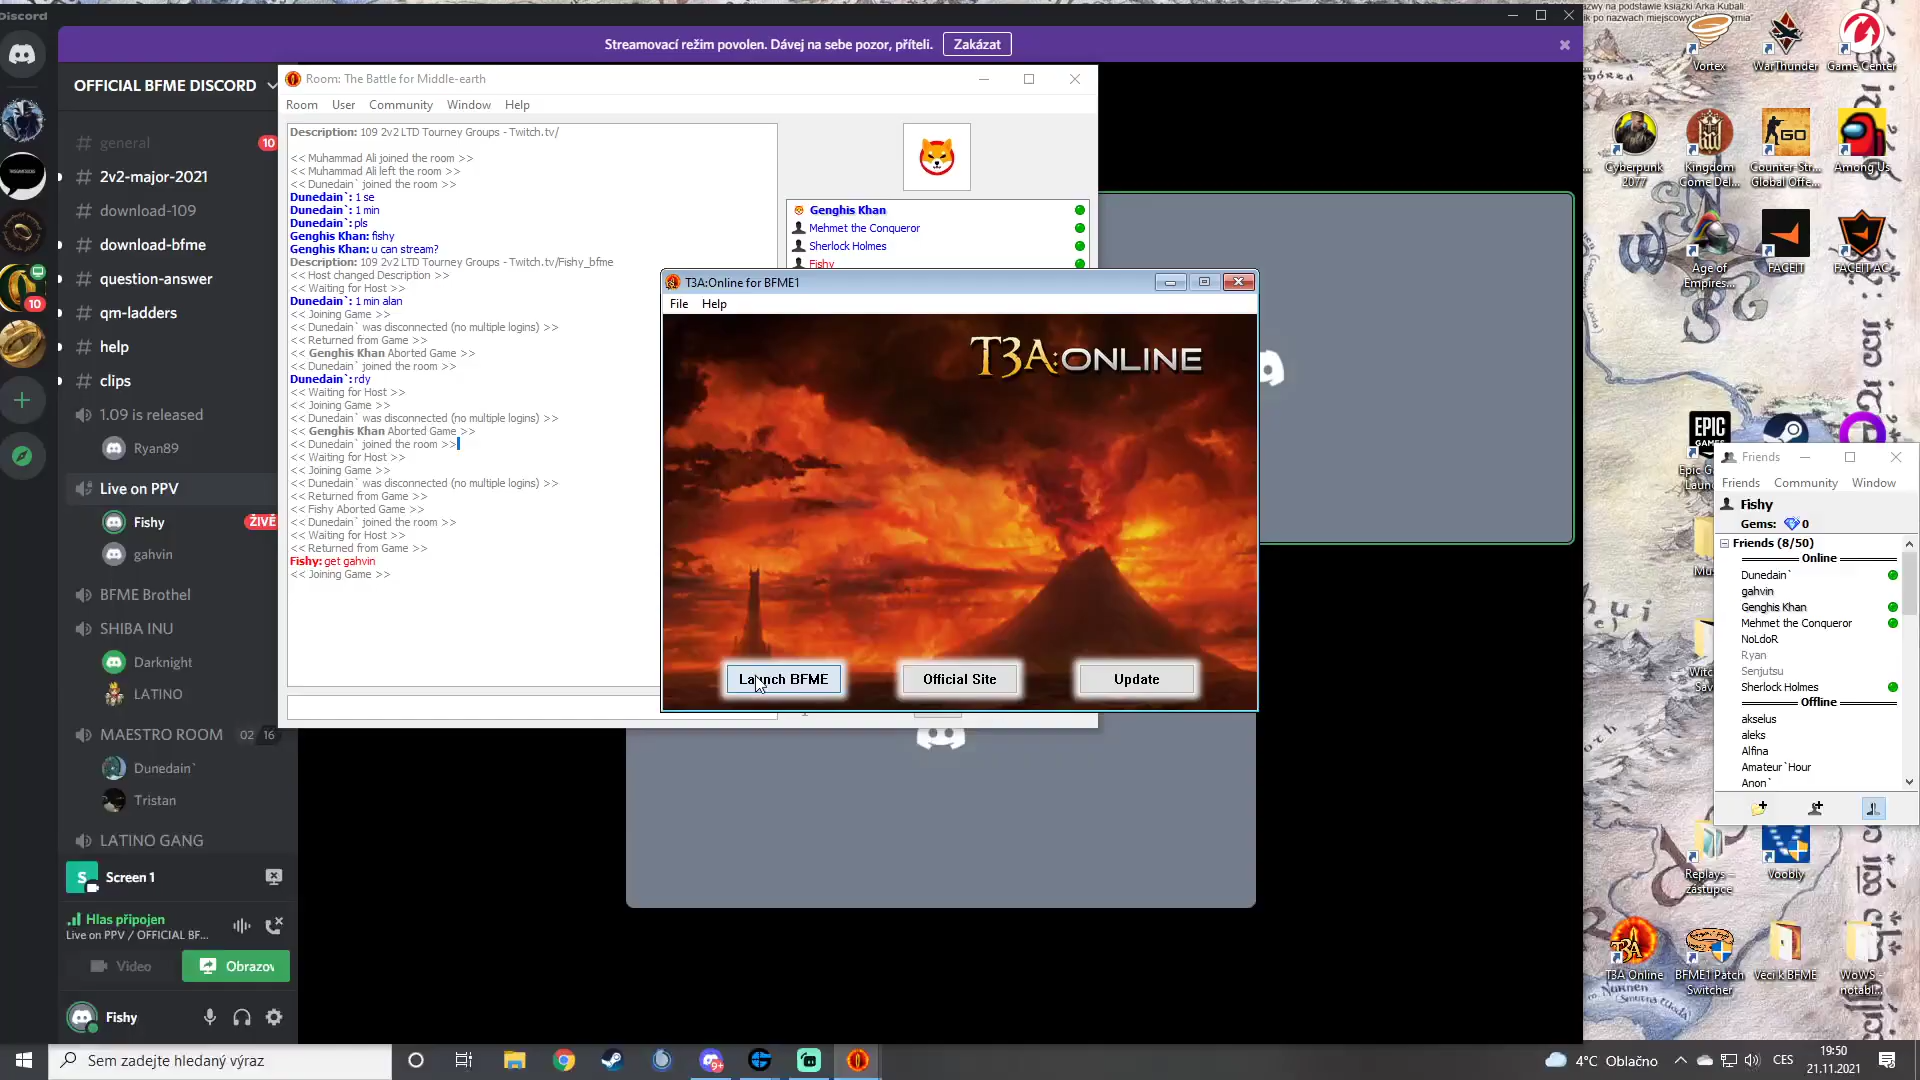 Discord
Streamovací režim povolen. Dávej na sebe pozor, příteli.
Zakázat
OFFICIAL BFME DISCORD
# general
10
# 2v2-major-2021
# download-109
# download-bfme
# question-answer
# qm-ladders
# help
# clips
1.09 is released
Ryan89
Live on PPV
Fishy
ŽIVĚ
gahvin
BFME Brothel
SHIBA INU
Darknight
LATINO
MAESTRO ROOM
02 16
Dunedain`
Tristan
LATINO GANG
10
S
Screen 1
Hlas připojen
Live on PPV / OFFICIAL BF...
Video
Obrazov
Fishy
Room: The Battle for Middle-earth
Room User Community Window Help
Description: 109 2v2 LTD Tourney Groups - Twitch.tv/
<< Muhammad Ali joined the room >>
<< Muhammad Ali left the room >>
<< Dunedain` joined the room >>
Dunedain`: 1 se
Dunedain`: 1 min
Dunedain`: pls
Genghis Khan: fishy
Genghis Khan: u can stream?
Description: 109 2v2 LTD Tourney Groups - Twitch.tv/Fishy_bfme
<< Host changed Description >>
<< Waiting for Host >>
Dunedain`: 1 min alan
<< Joining Game >>
<< Dunedain` was disconnected (no multiple logins) >>
<< Returned from Game >>
<< Genghis Khan Aborted Game >>
<< Dunedain` joined the room >>
Dunedain`: rdy
<< Waiting for Host >>
<< Joining Game >>
<< Dunedain` was disconnected (no multiple logins) >>
<< Genghis Khan Aborted Game >>
<< Dunedain` joined the room >>
<< Waiting for Host >>
<< Joining Game >>
<< Dunedain` was disconnected (no multiple logins) >>
<< Returned from Game >>
<< Fishy Aborted Game >>
<< Dunedain` joined the room >>
<< Waiting for Host >>
<< Returned from Game >>
Fishy: get gahvin
<< Joining Game >>
Genghis Khan
Mehmet the Conqueror
Sherlock Holmes
Fishy
T3A:Online for BFME1
File Help
T3A:ONLINE
Launch BFME
Official Site
Update
názvy na podstawie książki Arka Kubali
Vortex
WarThunder
Game Center
Cyberpunk
2077
Kingdom
Come Del...
Counter-Str...
Global Offe...
Among Us
GO
Age of
Empires...
FACEIT
FACEIT AC
EPIC
GAMES
Friends
Friends Community Window
Fishy
Gems: 0
Friends (8/50)
Online
Dunedain`
gahvin
Genghis Khan
Mehmet the Conqueror
NoLdoR
Ryan
Senjutsu
Sherlock Holmes
Offline
akselus
aleks
Alfina
Amateur`Hour
Anon`
Replays –
zástupce
Voobly
T3A Online
BFME1 Patch
Switcher
Věci k BFME
WoWS -
notabl...
Sem zadejte hledaný výraz
9+
4°C Oblačno
CES
19:50
21.11.2021